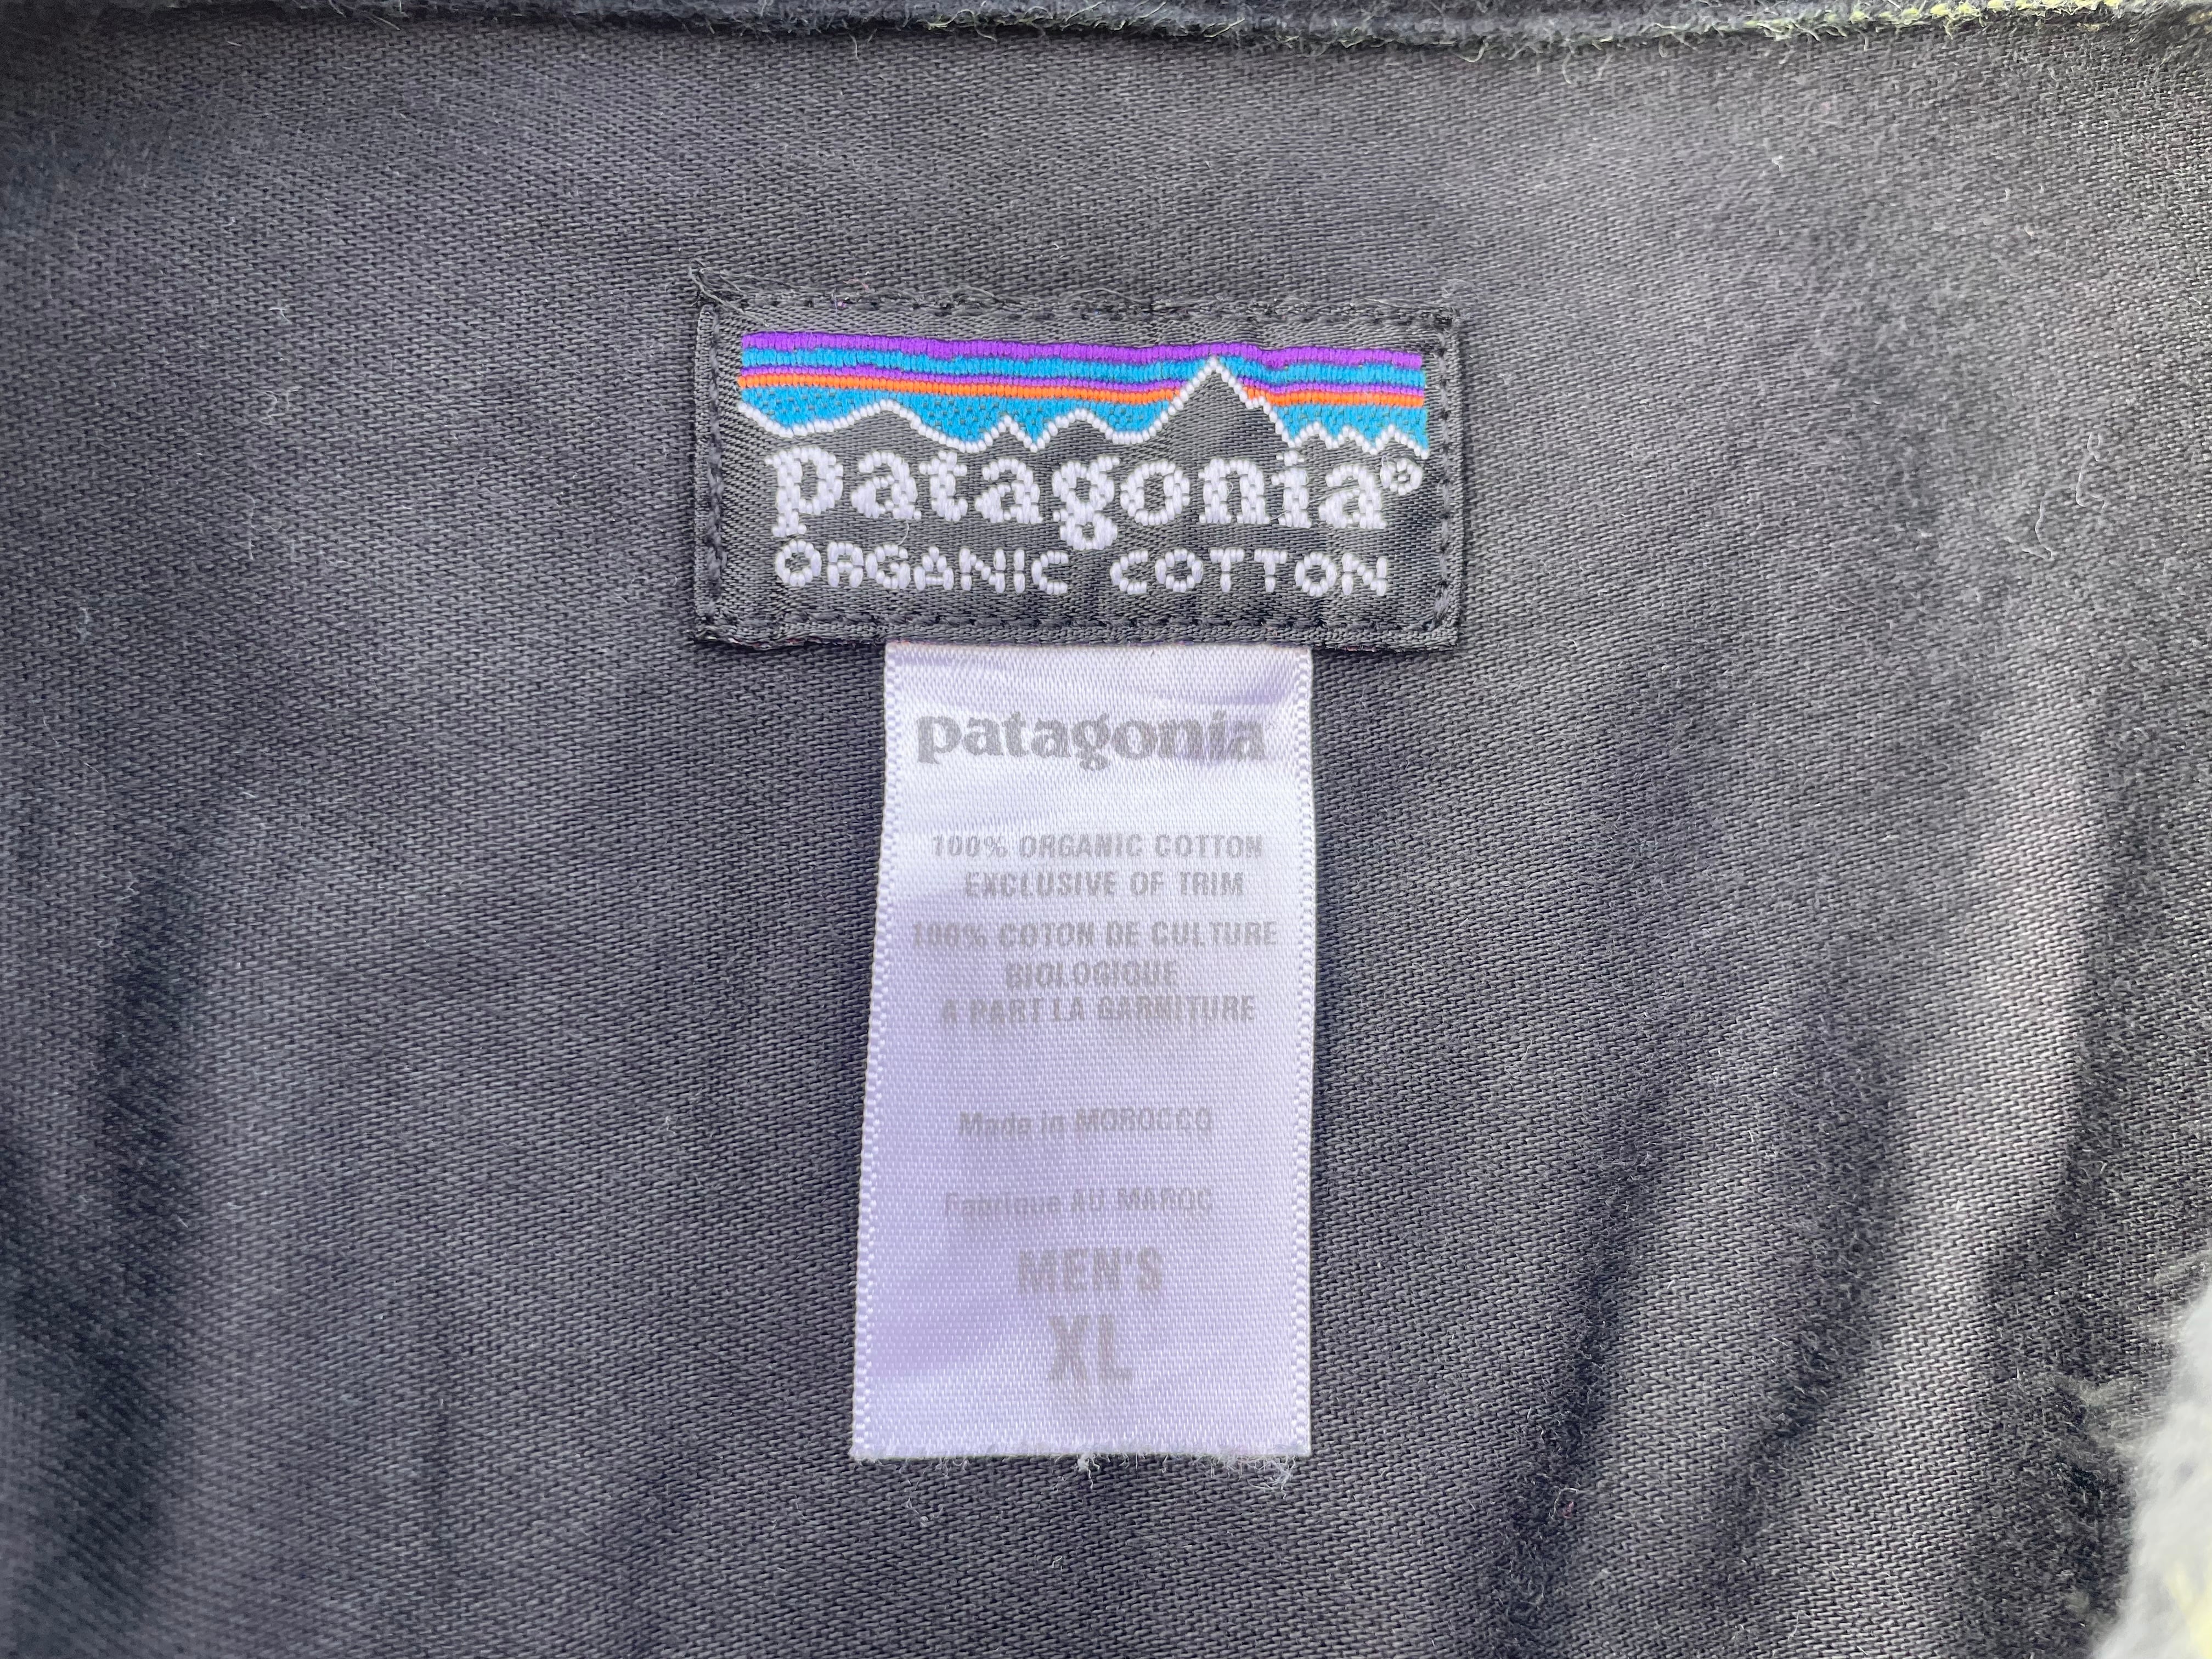 patagonia®
ORGANIC COTTON
patagonia
100% ORGANIC COTTON
EXCLUSIVE OF TRIM
100% COTON DE CULTURE
BIOLOGIQUE
A PART LA GARNITURE
Made in MOROCCO
Fabrique AU MAROC
MEN'S
XL